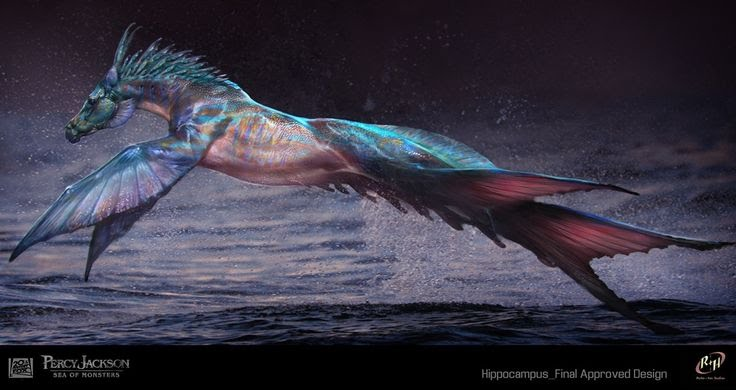 PERCY JACKSON
SEA OF MONSTERS
Hippocampus_Final Approved Design
R+H